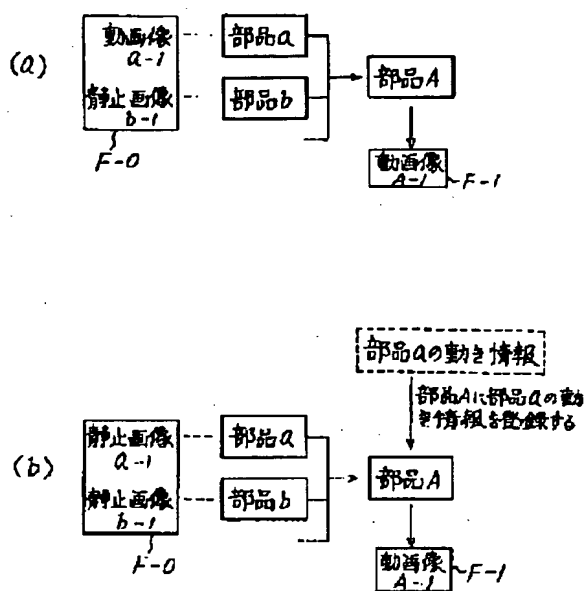 (a)
動画像
a-1
静止画像
b-1
F-0
部品a
部品b
部品A
動画像
A-1
F-1
(b)
部品aの動き情報
部品Aに部品aの動
き情報を登録する
静止画像
a-1
静止画像
b-1
F-0
部品a
部品b
部品A
動画像
A-1
F-1